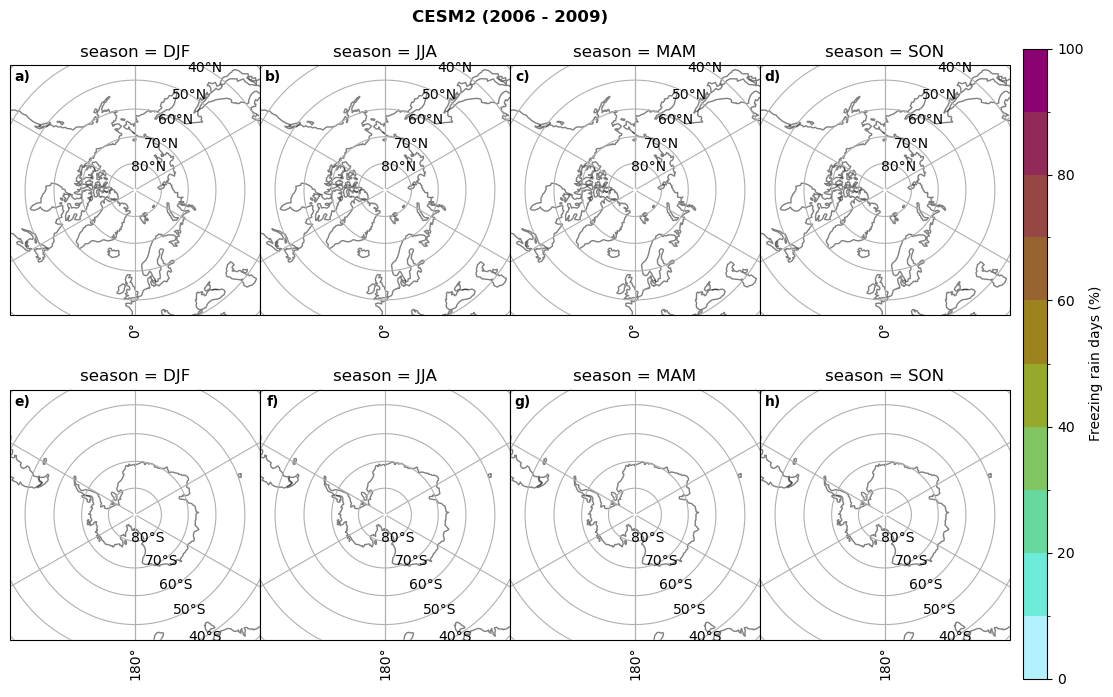 CESM2 (2006 - 2009)
season = DJF
season = JJA
season = MAM
season = SON
a)
40°N
50°N
60°N
70°N
80°N
0°
b)
40°N
50°N
60°N
70°N
80°N
0°
c)
40°N
50°N
60°N
70°N
80°N
0°
d)
40°N
50°N
60°N
70°N
80°N
0°
season = DJF
season = JJA
season = MAM
season = SON
e)
80°S
70°S
60°S
50°S
40°S
180°
f)
80°S
70°S
60°S
50°S
40°S
180°
g)
80°S
70°S
60°S
50°S
40°S
180°
h)
80°S
70°S
60°S
50°S
40°S
180°
100
80
60
40
20
0
Freezing rain days (%)